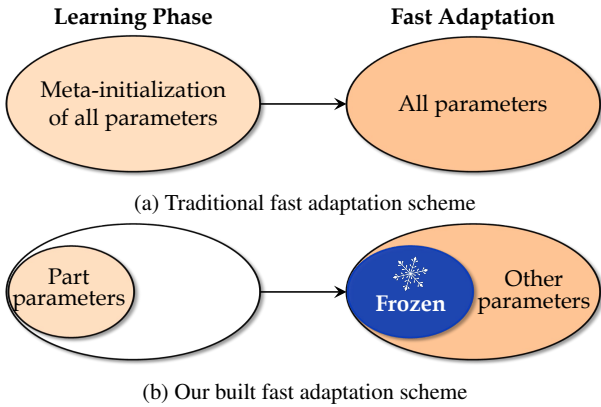 Learning Phase
Fast Adaptation
Meta-initialization
of all parameters
All parameters
(a) Traditional fast adaptation scheme
Part
parameters
Frozen
Other
parameters
(b) Our built fast adaptation scheme